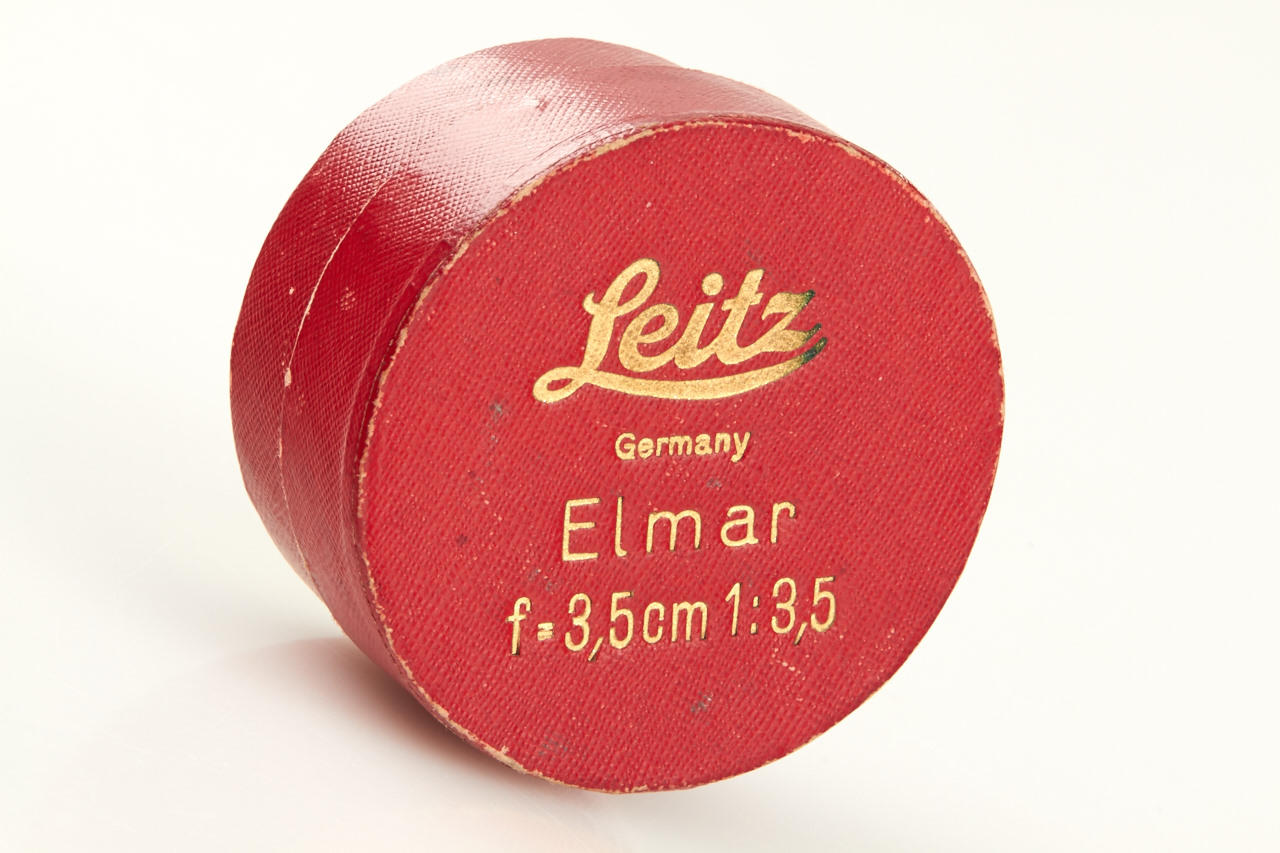 Leitz
Germany
Elmar
f=3,5cm 1:3,5